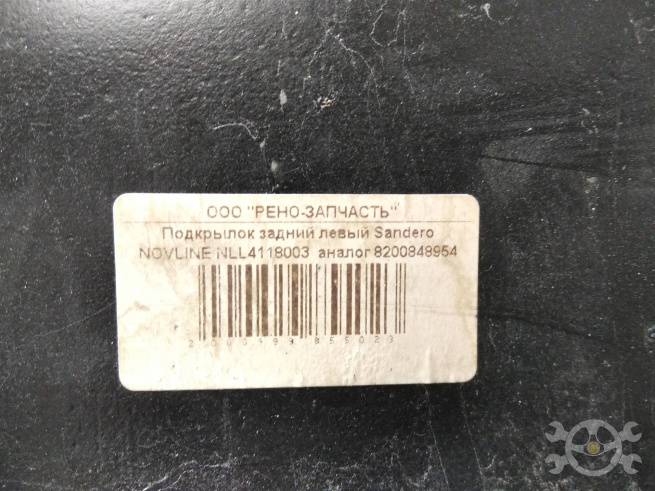 ООО "РЕНО-ЗАПЧАСТЬ"
Подкрылок задний левый Sandero
NOVLINE NLL4118003 аналог 8200848954